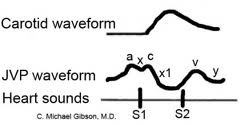 Carotid waveform
a x c x1 v y
JVP waveform
Heart sounds
S1 S2
C. Michael Gibson, M.D.